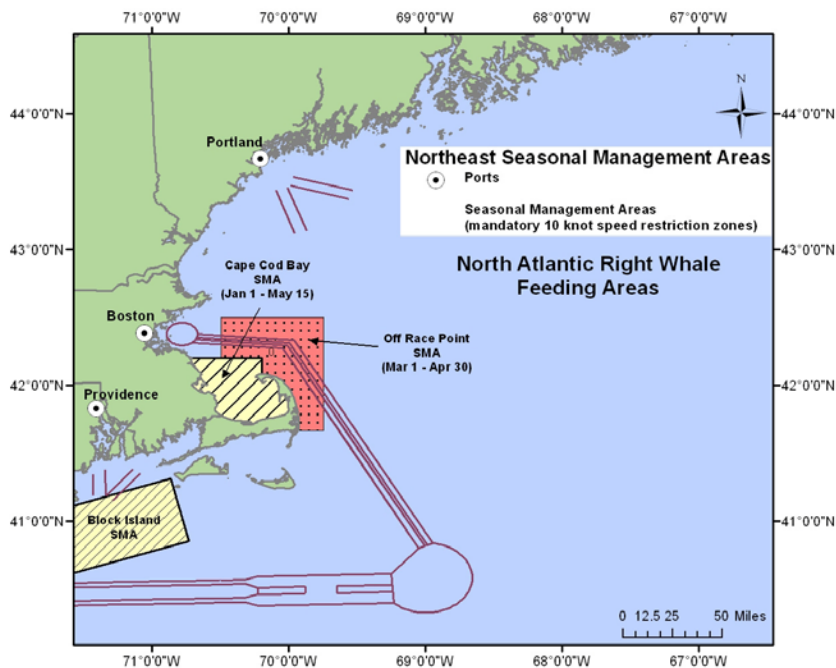 71°0'0"W 70°0'0"W 69°0'0"W 68°0'0"W 67°0'0"W
44°0'0"N 44°0'0"N
N
Portland
Northeast Seasonal Management Areas
Ports
Seasonal Management Areas
(mandatory 10 knot speed restriction zones)
43°0'0"N 43°0'0"N
Cape Cod Bay
SMA
(Jan 1 - May 15)
North Atlantic Right Whale
Feeding Areas
Boston
Off Race Point
SMA
(Mar 1 - Apr 30)
42°0'0"N 42°0'0"N
Providence
41°0'0"N 41°0'0"N
Block Island
SMA
0 12.5 25 50 Miles
71°0'0"W 70°0'0"W 69°0'0"W 68°0'0"W 67°0'0"W